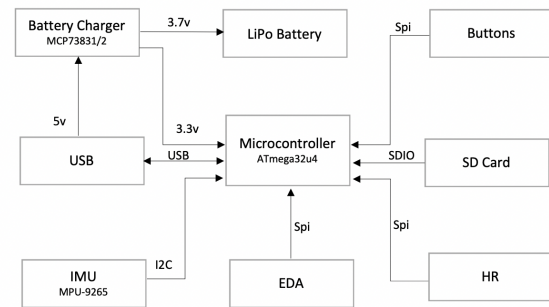 Battery Charger
MCP73831/2
3.7v
LiPo Battery
Spi
Buttons
5v
3.3v
Microcontroller
ATmega32u4
USB
USB
SDIO
SD Card
Spi
Spi
I2C
IMU
MPU-9265
EDA
HR